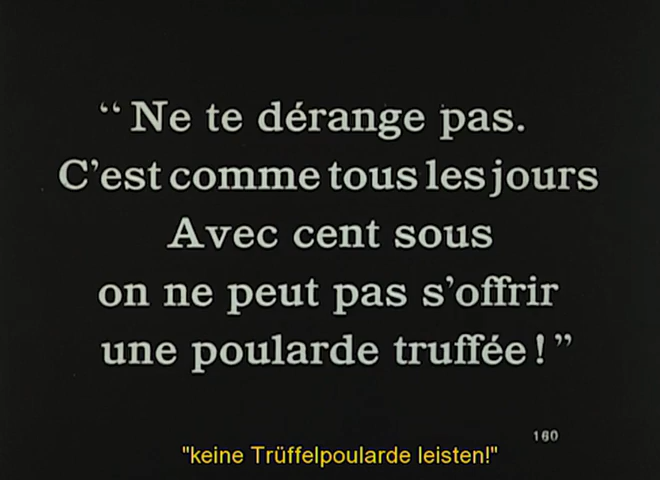 “ Ne te dérange pas.
C’est comme tous les jours
Avec cent sous
on ne peut pas s’offrir
une poularde truffée ! ”
160
"keine Trüffelpoularde leisten!"